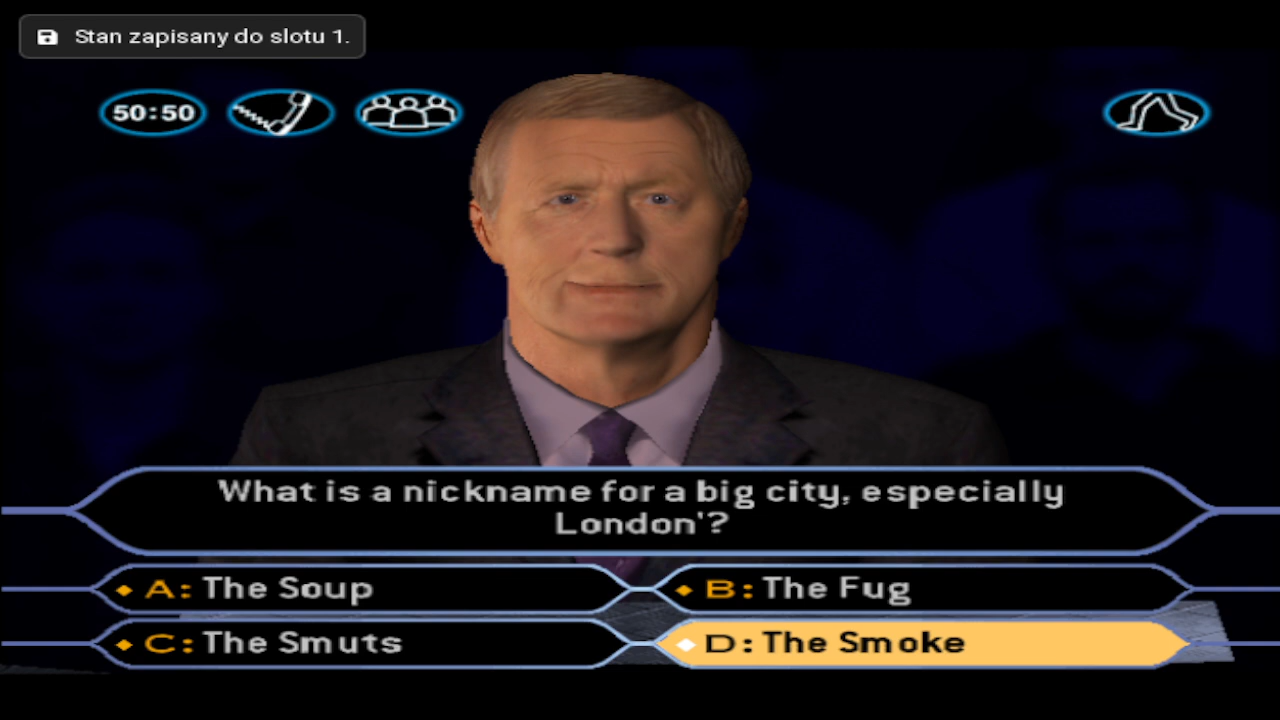 Stan zapisany do slotu 1.
50:50
What is a nickname for a big city, especially
London'?
A: The Soup
B: The Fug
C: The Smuts
D: The Smoke